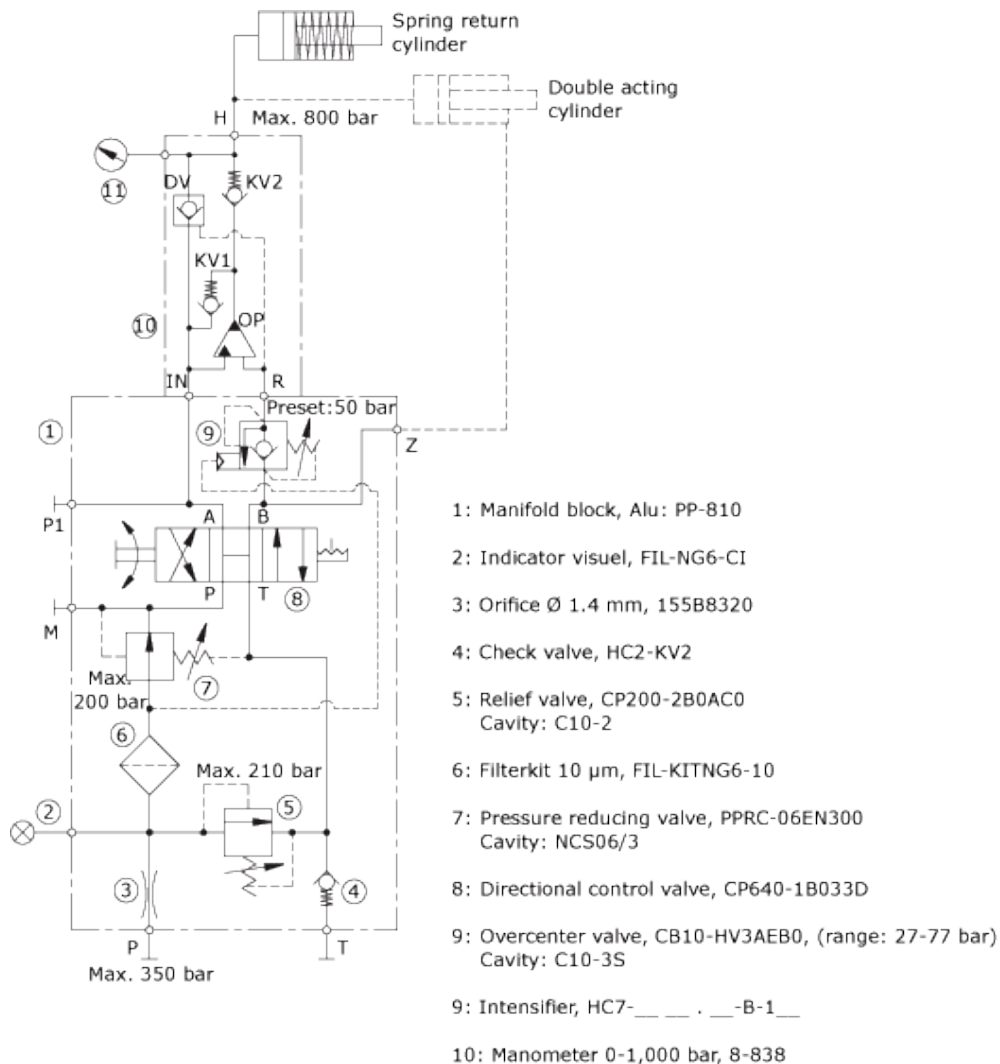 Spring return
cylinder
Double acting
cylinder
H
Max. 800 bar
11
DV
KV2
KV1
10
OP
IN
R
Preset:50 bar
1
9
Z
P1
A
B
P
T
8
M
Max.
200 bar
7
6
Max. 210 bar
2
5
3
4
P
T
Max. 350 bar
1: Manifold block, Alu: PP-810
2: Indicator visuel, FIL-NG6-CI
3: Orifice Ø 1.4 mm, 155B8320
4: Check valve, HC2-KV2
5: Relief valve, CP200-2B0AC0
Cavity: C10-2
6: Filterkit 10 µm, FIL-KITNG6-10
7: Pressure reducing valve, PPRC-06EN300
Cavity: NCS06/3
8: Directional control valve, CP640-1B033D
9: Overcenter valve, CB10-HV3AEB0, (range: 27-77 bar)
Cavity: C10-3S
9: Intensifier, HC7-__ __ . __-B-1__
10: Manometer 0-1,000 bar, 8-838